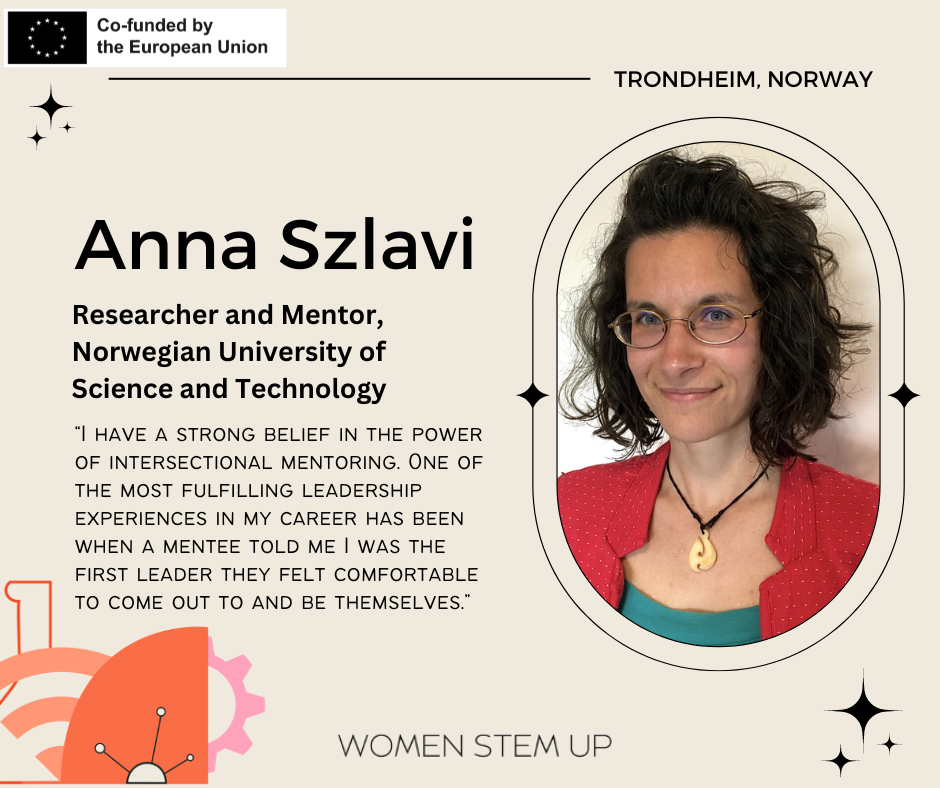 Co-funded by
the European Union
TRONDHEIM, NORWAY
Anna Szlavi
Researcher and Mentor,
Norwegian University of
Science and Technology
“I HAVE A STRONG BELIEF IN THE POWER
OF INTERSECTIONAL MENTORING. ONE OF
THE MOST FULFILLING LEADERSHIP
EXPERIENCES IN MY CAREER HAS BEEN
WHEN A MENTEE TOLD ME I WAS THE
FIRST LEADER THEY FELT COMFORTABLE
TO COME OUT TO AND BE THEMSELVES.”
WOMEN STEM UP